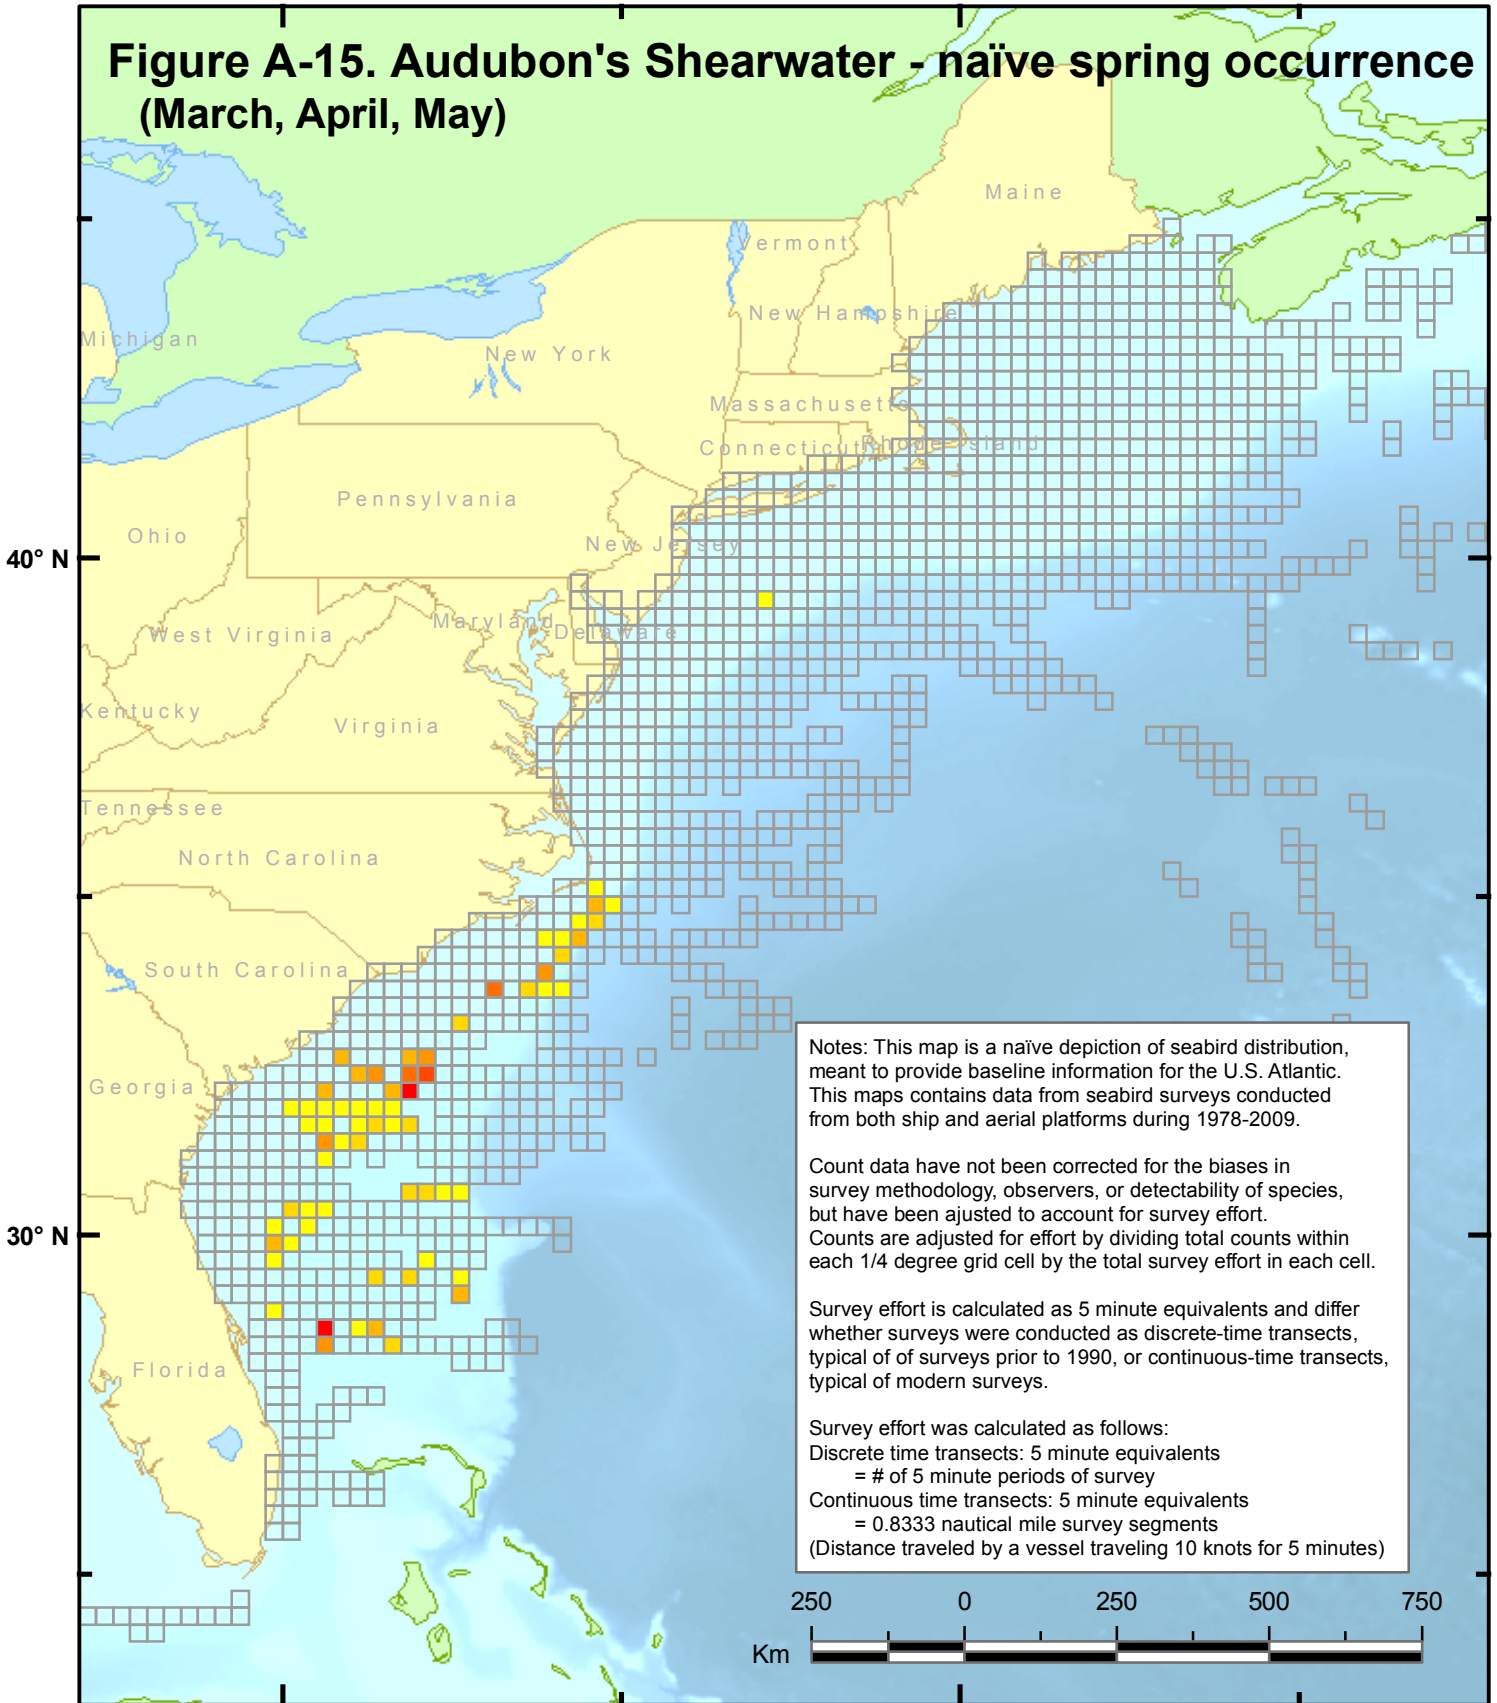 Figure A-15. Audubon's Shearwater - naïve spring occurrence
(March, April, May)
Maine
Vermont
New Hampshire
Michigan
New York
Massachusetts
Connecticut
Rhode Island
Pennsylvania
Ohio
New Jersey
40° N
Maryland
Delaware
West Virginia
Kentucky
Virginia
Tennessee
North Carolina
South Carolina
Georgia
30° N
Florida
Notes: This map is a naïve depiction of seabird distribution,
meant to provide baseline information for the U.S. Atlantic.
This maps contains data from seabird surveys conducted
from both ship and aerial platforms during 1978-2009.
Count data have not been corrected for the biases in
survey methodology, observers, or detectability of species,
but have been ajusted to account for survey effort.
Counts are adjusted for effort by dividing total counts within
each 1/4 degree grid cell by the total survey effort in each cell.
Survey effort is calculated as 5 minute equivalents and differ
whether surveys were conducted as discrete-time transects,
typical of of surveys prior to 1990, or continuous-time transects,
typical of modern surveys.
Survey effort was calculated as follows:
Discrete time transects: 5 minute equivalents
= # of 5 minute periods of survey
Continuous time transects: 5 minute equivalents
= 0.8333 nautical mile survey segments
(Distance traveled by a vessel traveling 10 knots for 5 minutes)
250 0 250 500 750
Km